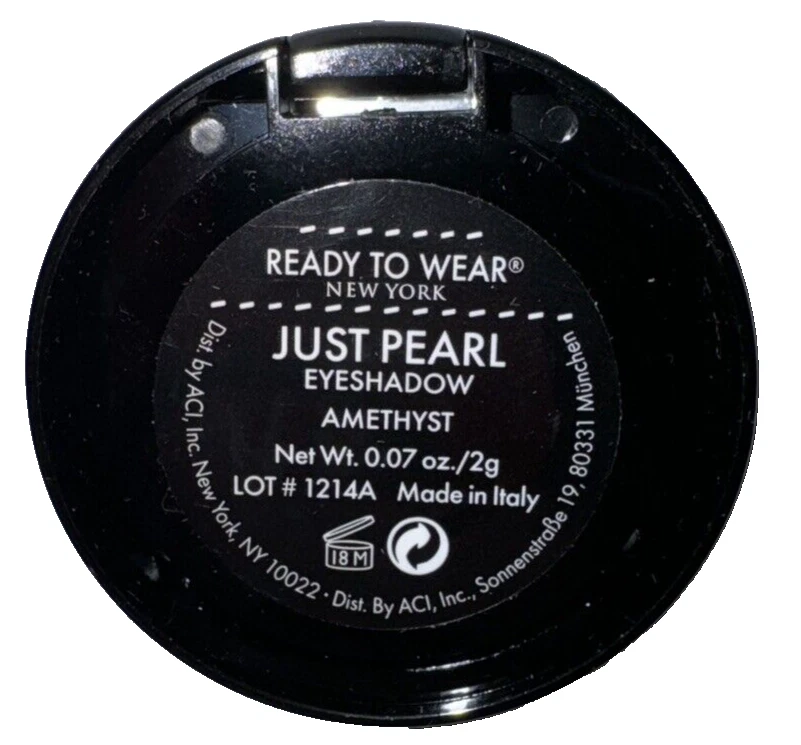 READY TO WEAR®
NEW YORK
JUST PEARL
EYESHADOW
AMETHYST
Net Wt. 0.07 oz./2g
LOT # 1214A Made in Italy
18 M
Dist. by ACI, Inc. New York, NY 10022 · Dist. By ACI, Inc., Sonnenstraße 19, 80331 München